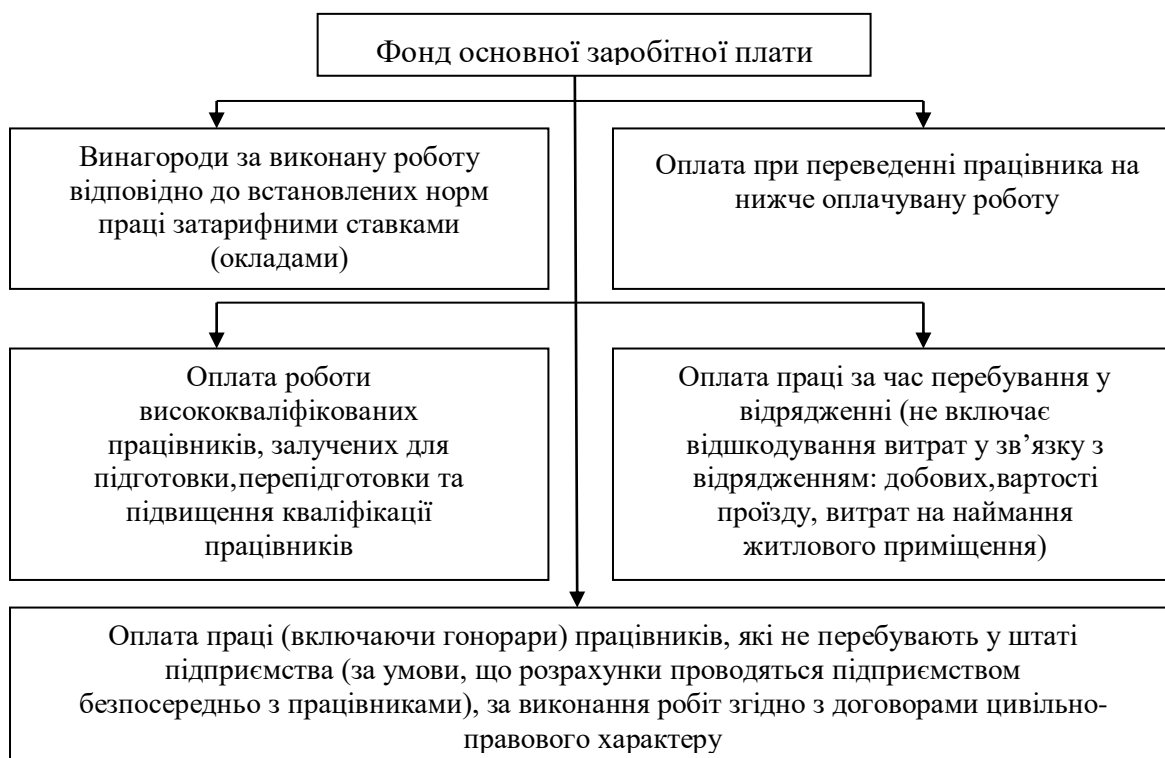 Фонд основної заробітної плати
Винагороди за виконану роботу
відповідно до встановлених норм
праці затарифними ставками
(окладами)
Оплата при переведенні працівника на
нижче оплачувану роботу
Оплата роботи
висококваліфікованих
працівників, залучених для
підготовки,перепідготовки та
підвищення кваліфікації
працівників
Оплата праці за час перебування у
відрядженні (не включає
відшкодування витрат у зв’язку з
відрядженням: добових,вартості
проїзду, витрат на наймання
житлового приміщення)
Оплата праці (включаючи гонорари) працівників, які не перебувають у штаті
підприємства (за умови, що розрахунки проводяться підприємством
безпосередньо з працівниками), за виконання робіт згідно з договорами цивільно-
правового характеру